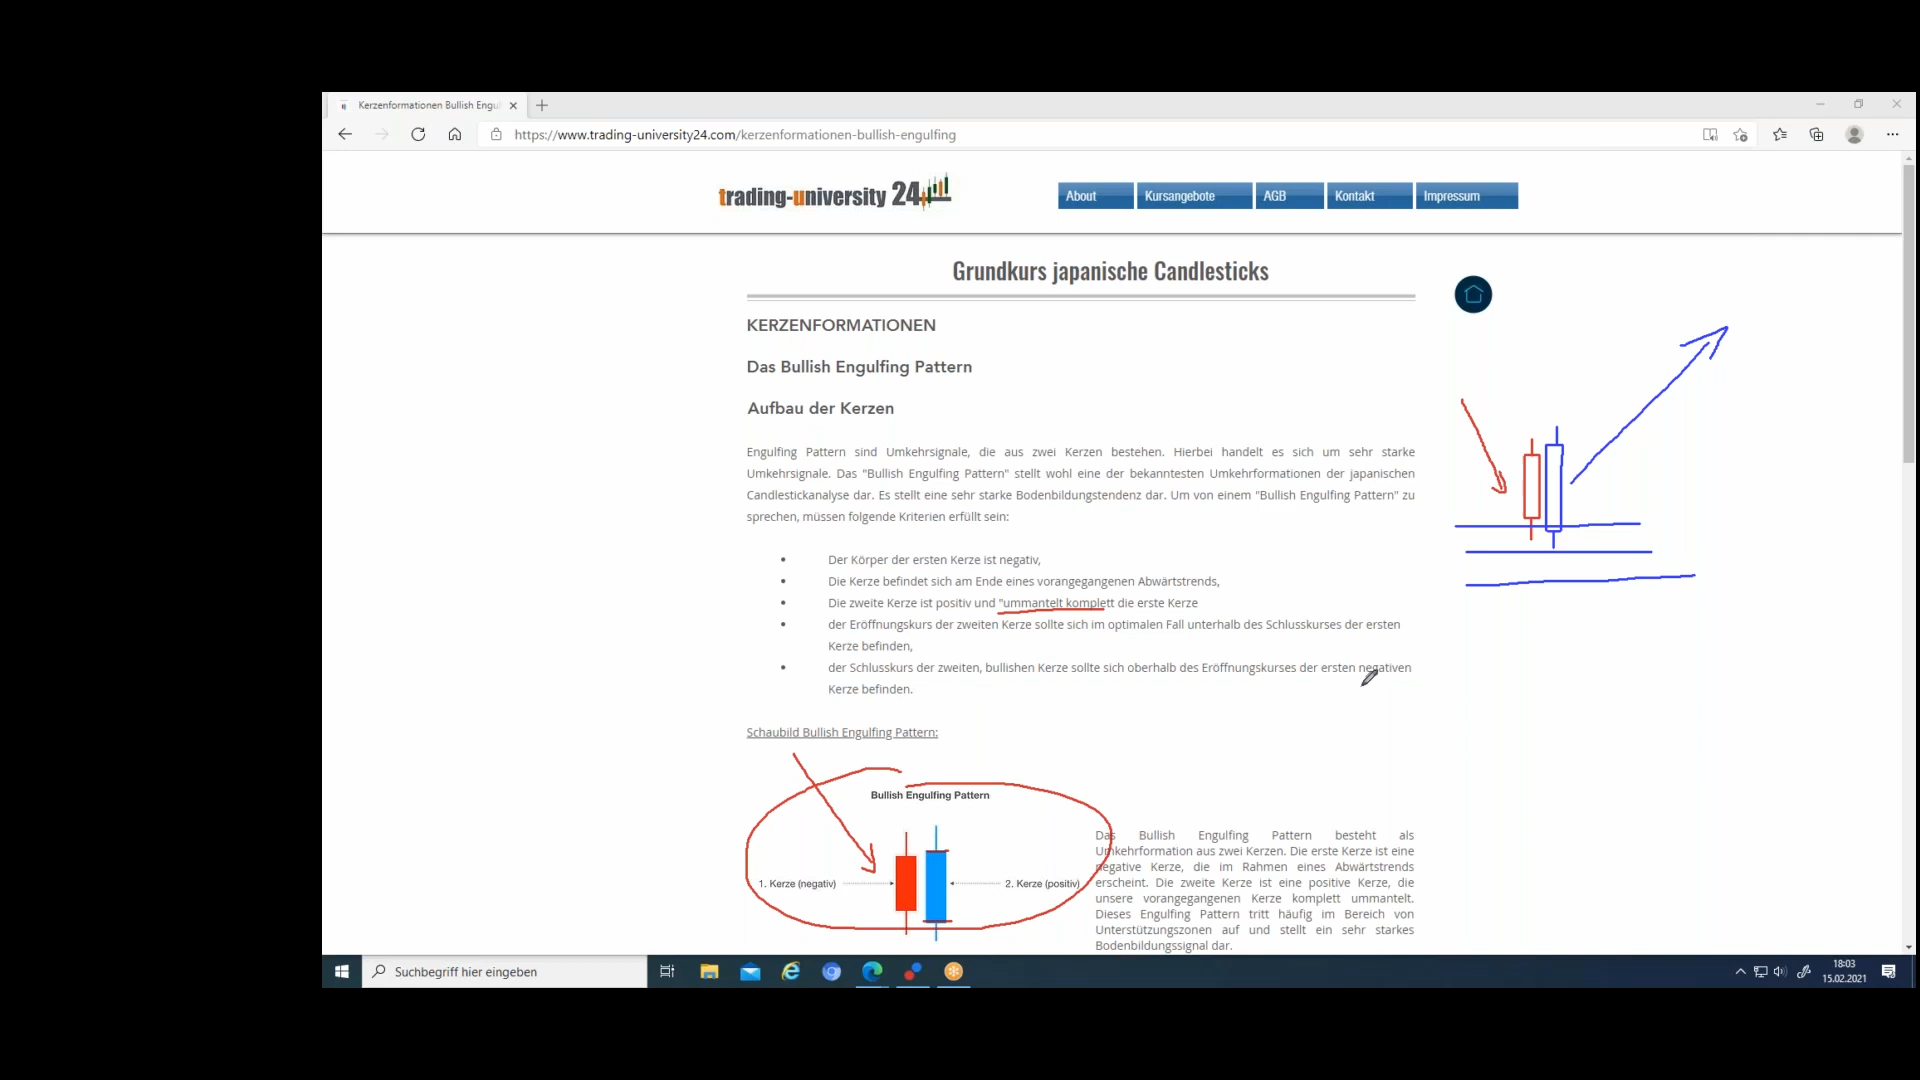 Kerzenformationen Bullish Engu
https://www.trading-university24.com/kerzenformationen-bullish-engulfing
trading-university 24
About
Kursangebote
AGB
Kontakt
Impressum
Grundkurs japanische Candlesticks
KERZENFORMATIONEN
Das Bullish Engulfing Pattern
Aufbau der Kerzen
Engulfing Pattern sind Umkehrsignale, die aus zwei Kerzen bestehen. Hierbei handelt es sich um sehr starke
Umkehrsignale. Das "Bullish Engulfing Pattern" stellt wohl eine der bekanntesten Umkehrformationen der japanischen
Candlestickanalyse dar. Es stellt eine sehr starke Bodenbildungstendenz dar. Um von einem "Bullish Engulfing Pattern" zu
sprechen, müssen folgende Kriterien erfüllt sein:
• Der Körper der ersten Kerze ist negativ,
• Die Kerze befindet sich am Ende eines vorangegangenen Abwärtstrends,
• Die zweite Kerze ist positiv und "ummantelt komplett die erste Kerze
• der Eröffnungskurs der zweiten Kerze sollte sich im optimalen Fall unterhalb des Schlusskurses der ersten
Kerze befinden,
• der Schlusskurs der zweiten, bullishen Kerze sollte sich oberhalb des Eröffnungskurses der ersten negativen
Kerze befinden.
Schaubild Bullish Engulfing Pattern:
Bullish Engulfing Pattern
1. Kerze (negativ)
2. Kerze (positiv)
Das Bullish Engulfing Pattern besteht als
Umkehrformation aus zwei Kerzen. Die erste Kerze ist eine
negative Kerze, die im Rahmen eines Abwärtstrends
erscheint. Die zweite Kerze ist eine positive Kerze, die
unsere vorangegangenen Kerze komplett ummantelt.
Dieses Engulfing Pattern tritt häufig im Bereich von
Unterstützungszonen auf und stellt ein sehr starkes
Bodenbildungssignal dar.
Suchbegriff hier eingeben
18:03
15.02.2021